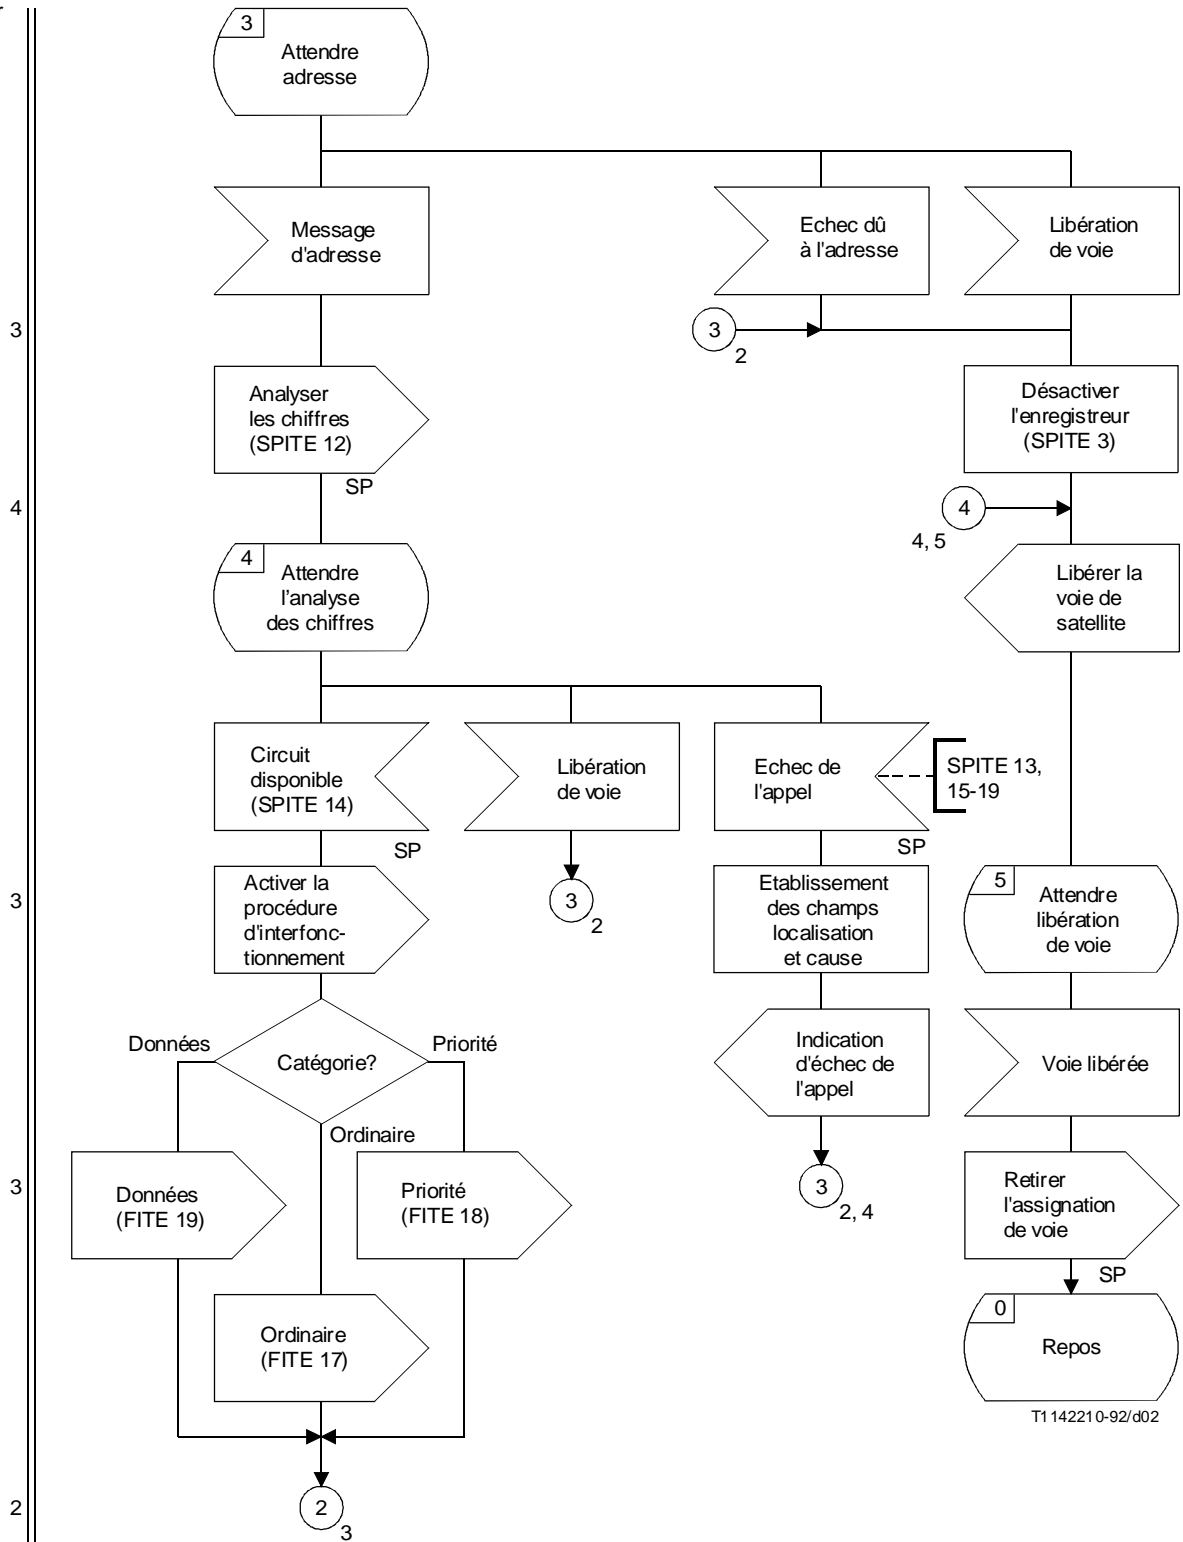 r
3
Attendre
adresse
Message
d'adresse
Echec dû
à l'adresse
Libération
de voie
3
3
2
Analyser
les chiffres
(SPITE 12)
SP
Désactiver
l'enregistreur
(SPITE 3)
4
4
4, 5
4
Attendre
l'analyse
des chiffres
Libérer la
voie de
satellite
Circuit
disponible
(SPITE 14)
SP
Libération
de voie
Echec de
l'appel
SP
SPITE 13,
15-19
3
Activer la
procédure
d'interfonc-
tionnement
3
2
Etablissement
des champs
localisation
et cause
5
Attendre
libération
de voie
Données
Catégorie?
Priorité
Ordinaire
Indication
d'échec de
l'appel
Voie libérée
3
Données
(FITE 19)
Priorité
(FITE 18)
3
2, 4
Retirer
l'assignation
de voie
SP
Ordinaire
(FITE 17)
0
Repos
T1142210-92/d02
2
2
3